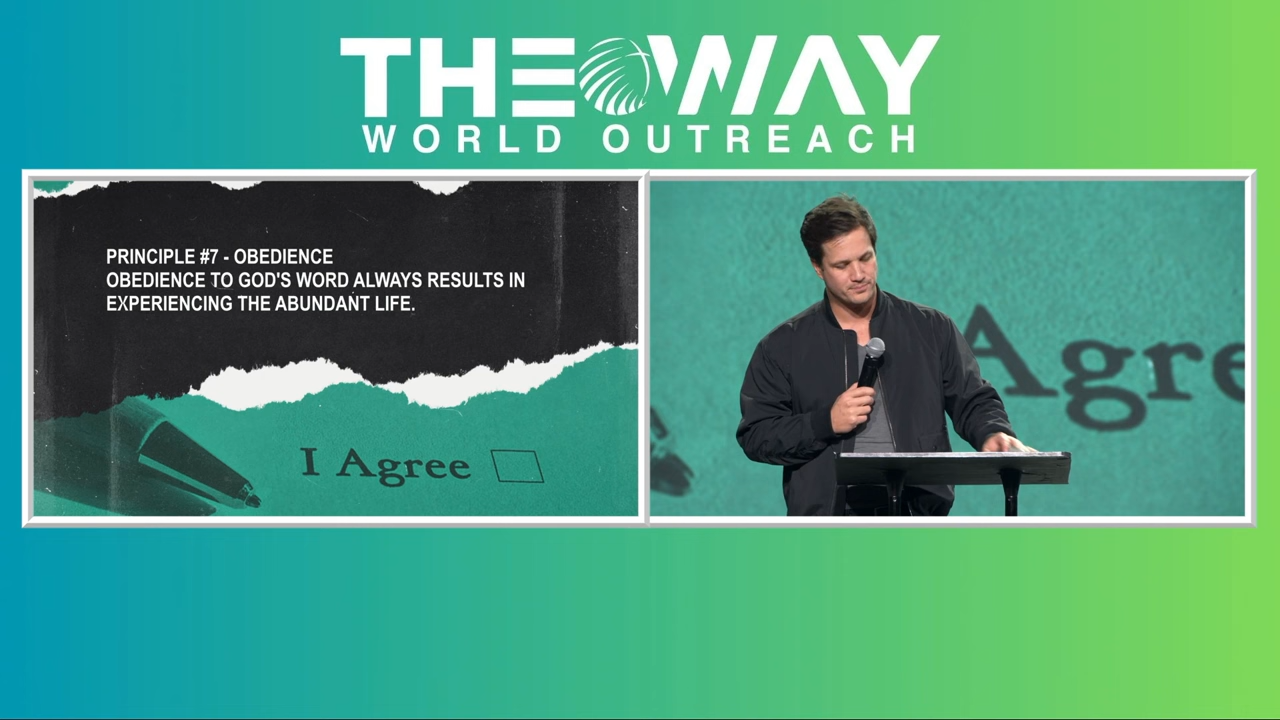 THE WAY
WORLD OUTREACH
PRINCIPLE #7 - OBEDIENCE
OBEDIENCE TO GOD'S WORD ALWAYS RESULTS IN
EXPERIENCING THE ABUNDANT LIFE.
I Agree
Agre